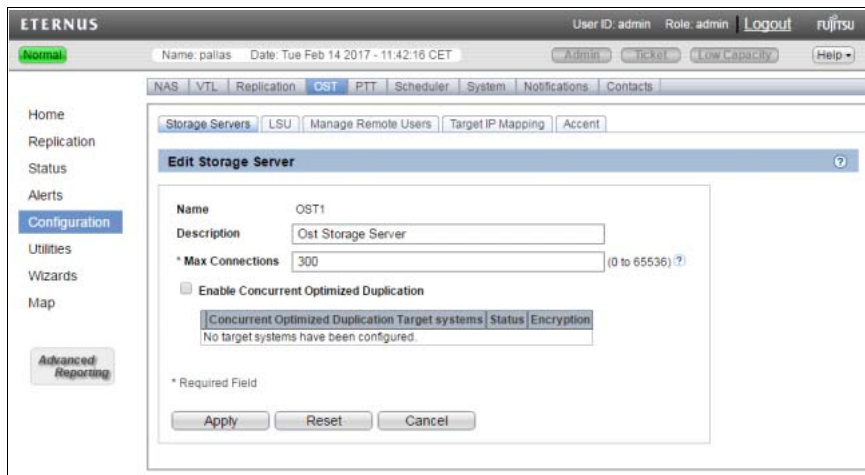 ETERNUS
User ID: admin Role: admin Logout FUJITSU
Normal Name: pallas Date: Tue Feb 14 2017 - 11:42:16 CET Admin Ticket Low Capacity Help
NAS VTL Replication OST PTT Scheduler System Notifications Contacts
Home
Replication
Status
Alerts
Configuration
Utilities
Wizards
Map
Advanced
Reporting
Storage Servers LSU Manage Remote Users Target IP Mapping Accent
Edit Storage Server ?
Name OST1
Description Ost Storage Server
* Max Connections 300 (0 to 65536) ?
Enable Concurrent Optimized Duplication
Concurrent Optimized Duplication Target systems Status Encryption
No target systems have been configured.
* Required Field
Apply Reset Cancel